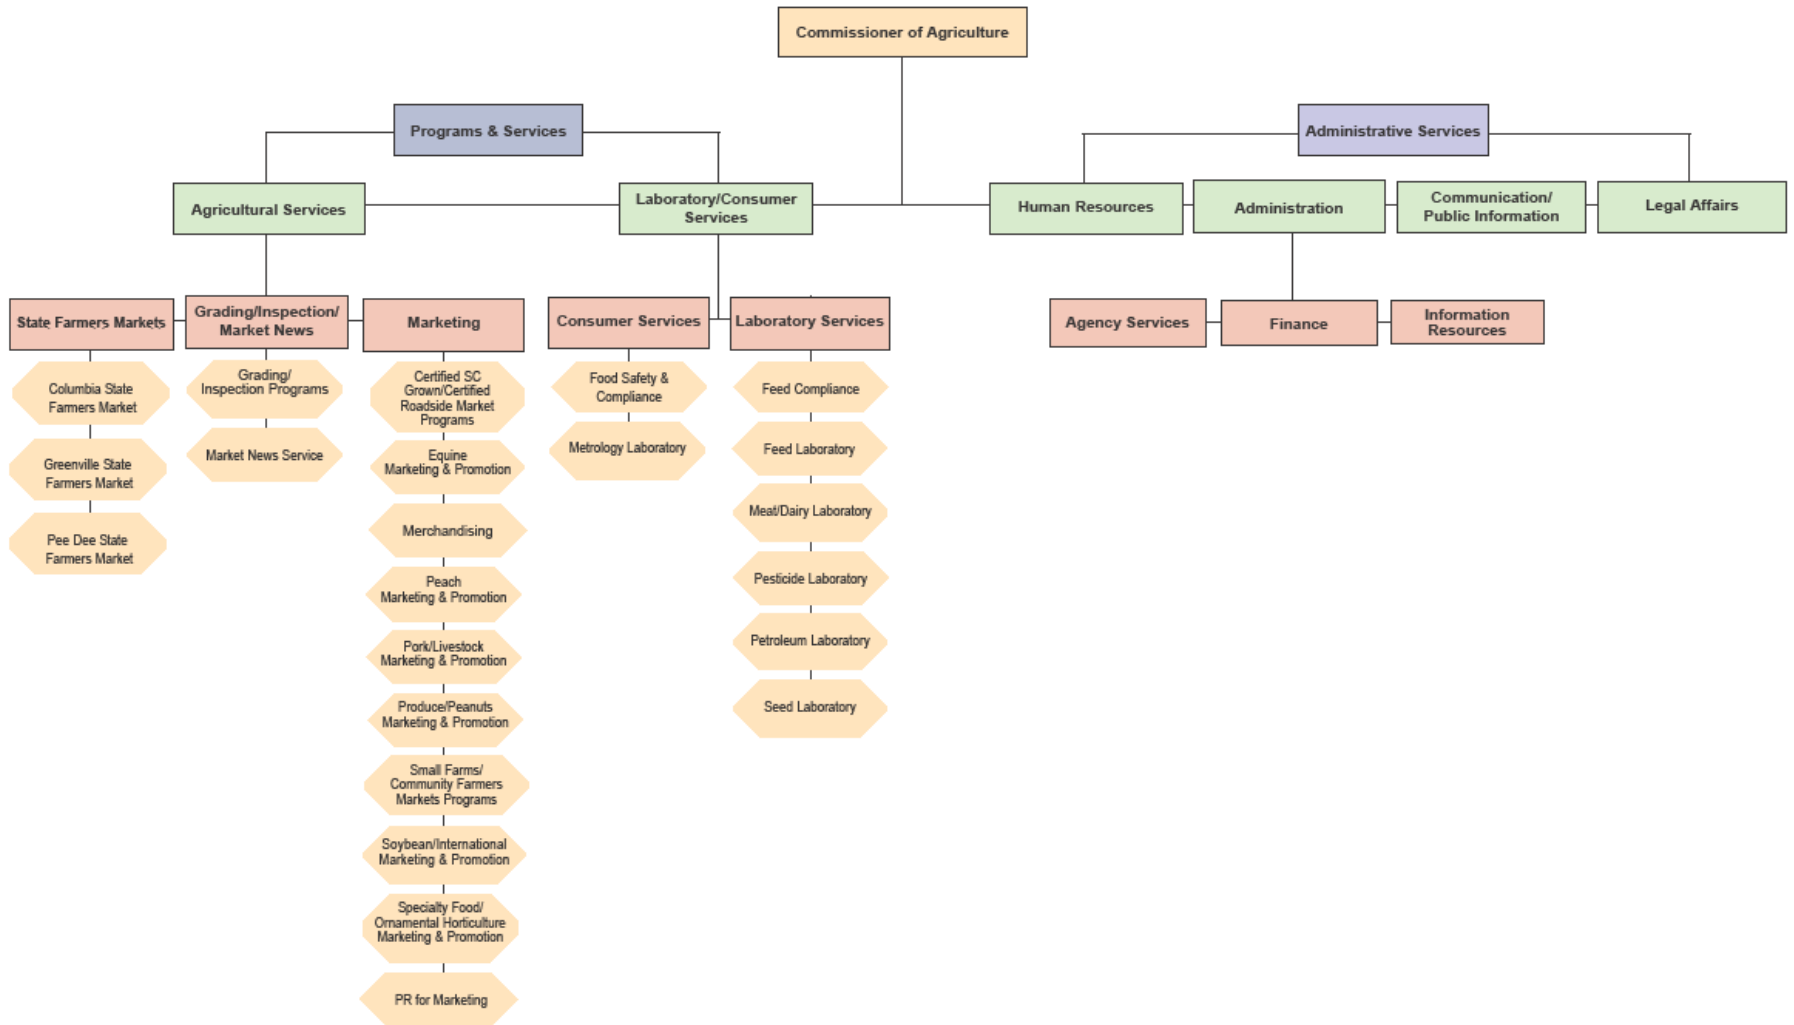 Commissioner of Agriculture
Programs & Services
Administrative Services
Agricultural Services
Laboratory/Consumer
Services
Human Resources
Administration
Communication/
Public Information
Legal Affairs
State Farmers Markets
Grading/Inspection/
Market News
Marketing
Consumer Services
Laboratory Services
Agency Services
Finance
Information
Resources
Columbia State
Farmers Market
Greenville State
Farmers Market
Pee Dee State
Farmers Market
Grading/
Inspection Programs
Market News Service
Certified SC
Grown/Certified
Roadside Market
Programs
Equine
Marketing & Promotion
Merchandising
Peach
Marketing & Promotion
Pork/Livestock
Marketing & Promotion
Produce/Peanuts
Marketing & Promotion
Small Farms/
Community Farmers
Markets Programs
Soybean/International
Marketing & Promotion
Specialty Food/
Ornamental Horticulture
Marketing & Promotion
PR for Marketing
Food Safety &
Compliance
Metrology Laboratory
Feed Compliance
Feed Laboratory
Meat/Dairy Laboratory
Pesticide Laboratory
Petroleum Laboratory
Seed Laboratory